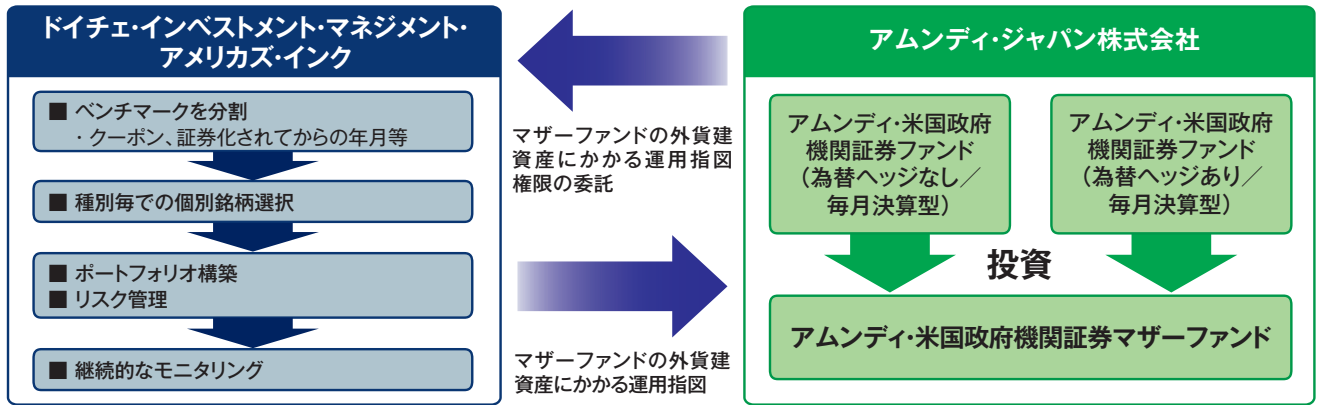 ドイチェ・インベストメント・マネジメント・
アメリカズ・インク
■ ベンチマークを分割
・クーポン、証券化されてからの年月等
■ 種別毎での個別銘柄選択
■ ポートフォリオ構築
■ リスク管理
■ 継続的なモニタリング
マザーファンドの外貨建
資産にかかる運用指図
権限の委託
マザーファンドの外貨建
資産にかかる運用指図
アムンディ・ジャパン株式会社
アムンディ・米国政府
機関証券ファンド
(為替ヘッジなし/
毎月決算型)
アムンディ・米国政府
機関証券ファンド
(為替ヘッジあり/
毎月決算型)
投資
アムンディ・米国政府機関証券マザーファンド